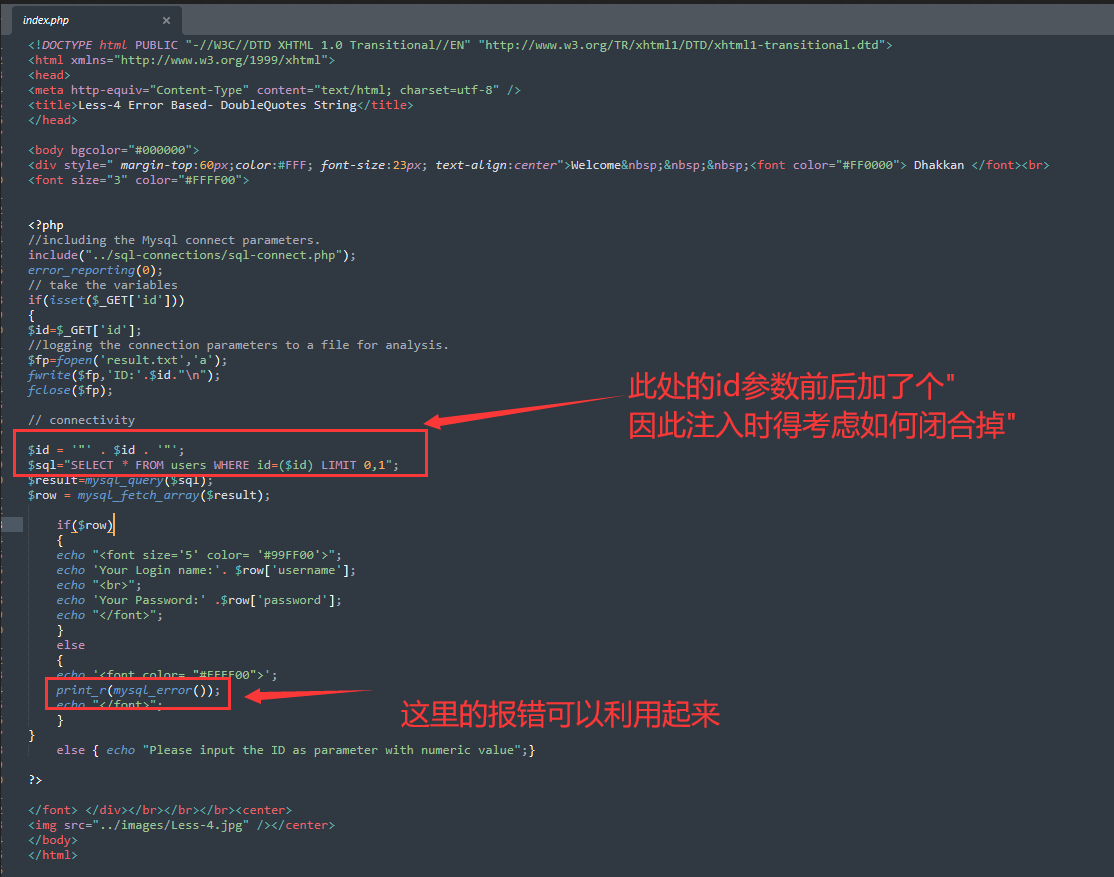 index.php ×
<!DOCTYPE html PUBLIC "-//W3C//DTD XHTML 1.0 Transitional//EN" "http://www.w3.org/TR/xhtml1/DTD/xhtml1-transitional.dtd">
<html xmlns="http://www.w3.org/1999/xhtml">
<head>
<meta http-equiv="Content-Type" content="text/html; charset=utf-8" />
<title>Less-4 Error Based- DoubleQuotes String</title>
</head>
<body bgcolor="#000000">
<div style=" margin-top:60px;color:#FFF; font-size:23px; text-align:center">Welcome&nbsp;&nbsp;&nbsp;<font color="#FF0000"> Dhakkan </font><br>
<font size="3" color="#FFFF00">
<?php
//including the Mysql connect parameters.
include("../sql-connections/sql-connect.php");
error_reporting(0);
// take the variables
if(isset($_GET['id']))
{
$id=$_GET['id'];
//logging the connection parameters to a file for analysis.
$fp=fopen('result.txt','a');
fwrite($fp,'ID:'.$id."\n");
fclose($fp);
此处的id参数前后加了个"
因此注入时得考虑如何闭合掉"
// connectivity
$id = '"' . $id . '"';
$sql="SELECT * FROM users WHERE id=($id) LIMIT 0,1";
$result=mysql_query($sql);
$row = mysql_fetch_array($result);
if($row)
{
echo "<font size='5' color= '#99FF00'>";
echo 'Your Login name:'. $row['username'];
echo "<br>";
echo 'Your Password:' .$row['password'];
echo "</font>";
}
else
{
echo '<font color= "#FFFF00">';
print_r(mysql_error());
echo "</font>";
这里的报错可以利用起来
}
}
else { echo "Please input the ID as parameter with numeric value";}
?>
</font> </div></br></br></br><center>
<img src="../images/Less-4.jpg" /></center>
</body>
</html>